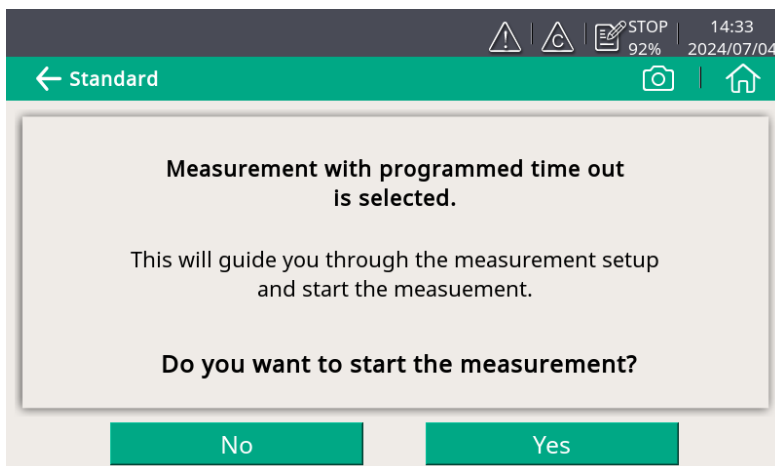 STOP 14:33
92% 2024/07/04
Standard
Measurement with programmed time out
is selected.
This will guide you through the measurement setup
and start the measuement.
Do you want to start the measurement?
No Yes